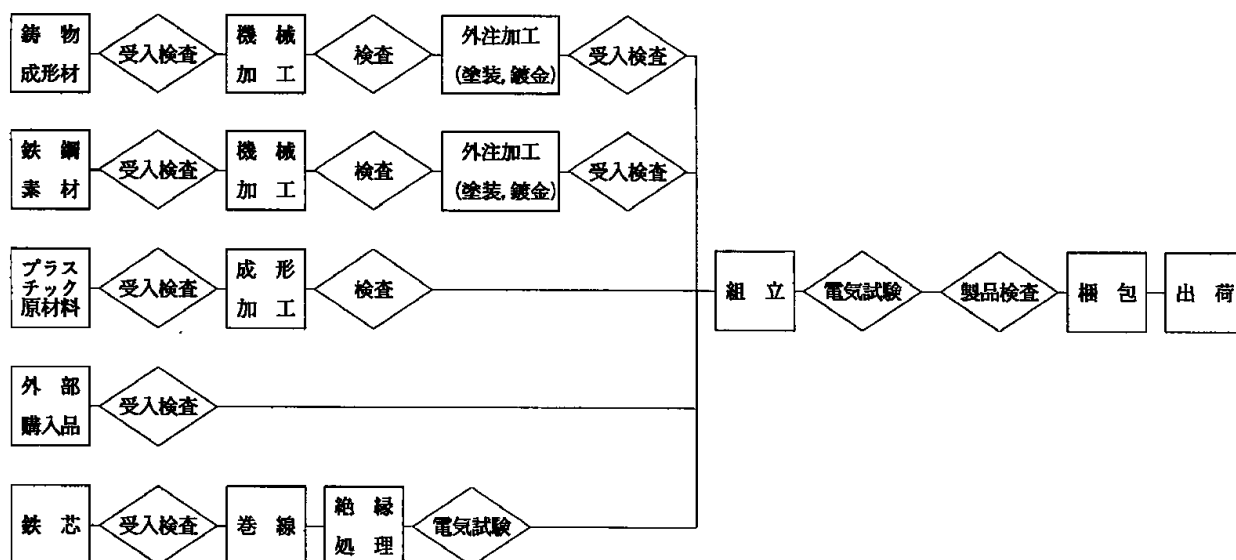 鋳物
成形材
受入検査
機械
加工
検査
外注加工
(塗装,鍍金)
受入検査
鉄鋼
素材
受入検査
機械
加工
検査
外注加工
(塗装,鍍金)
受入検査
プラス
チック
原材料
受入検査
成形
加工
検査
組立
電気試験
製品検査
梱包
出荷
外部
購入品
受入検査
鉄芯
受入検査
巻線
絶縁
処理
電気試験